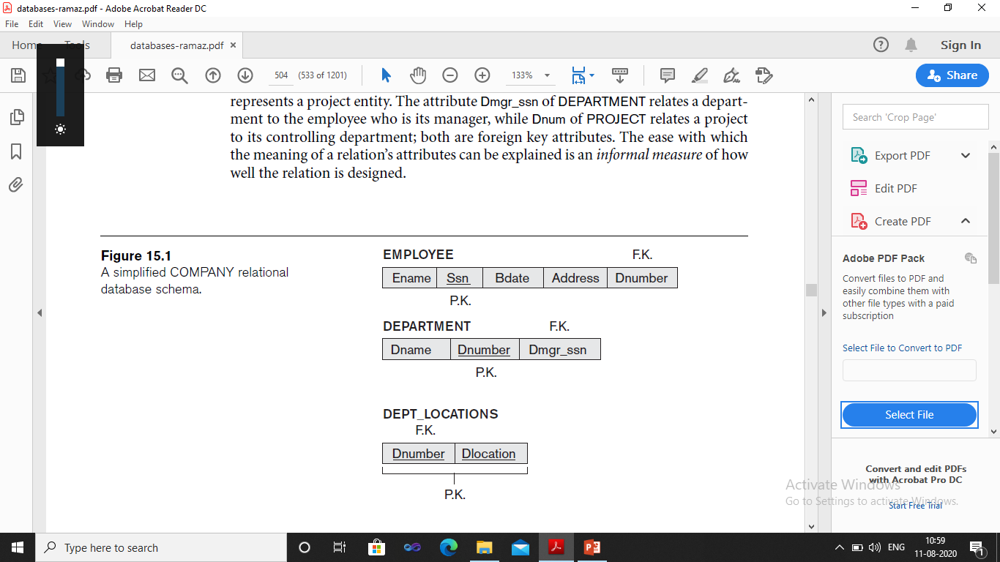 databases-ramaz.pdf - Adobe Acrobat Reader DC
File Edit View Window Help
Home Tools databases-ramaz.pdf ×
Sign In
504 (533 of 1201) 133% Share
represents a project entity. The attribute Dmgr_ssn of DEPARTMENT relates a depart-
ment to the employee who is its manager, while Dnum of PROJECT relates a project
to its controlling department; both are foreign key attributes. The ease with which
the meaning of a relation’s attributes can be explained is an informal measure of how
well the relation is designed.
Figure 15.1
A simplified COMPANY relational
database schema.
EMPLOYEE F.K.
Ename Ssn Bdate Address Dnumber
P.K.
DEPARTMENT F.K.
Dname Dnumber Dmgr_ssn
P.K.
DEPT_LOCATIONS
F.K.
Dnumber Dlocation
P.K.
Search 'Crop Page'
Export PDF
Edit PDF
Create PDF
Adobe PDF Pack
Convert files to PDF and
easily combine them with
other file types with a paid
subscription
Select File to Convert to PDF
Select File
Convert and edit PDFs
with Acrobat Pro DC
Start Free Trial
Activate Windows
Go to Settings to activate Windows.
Type here to search
ENG
10:59
11-08-2020
1